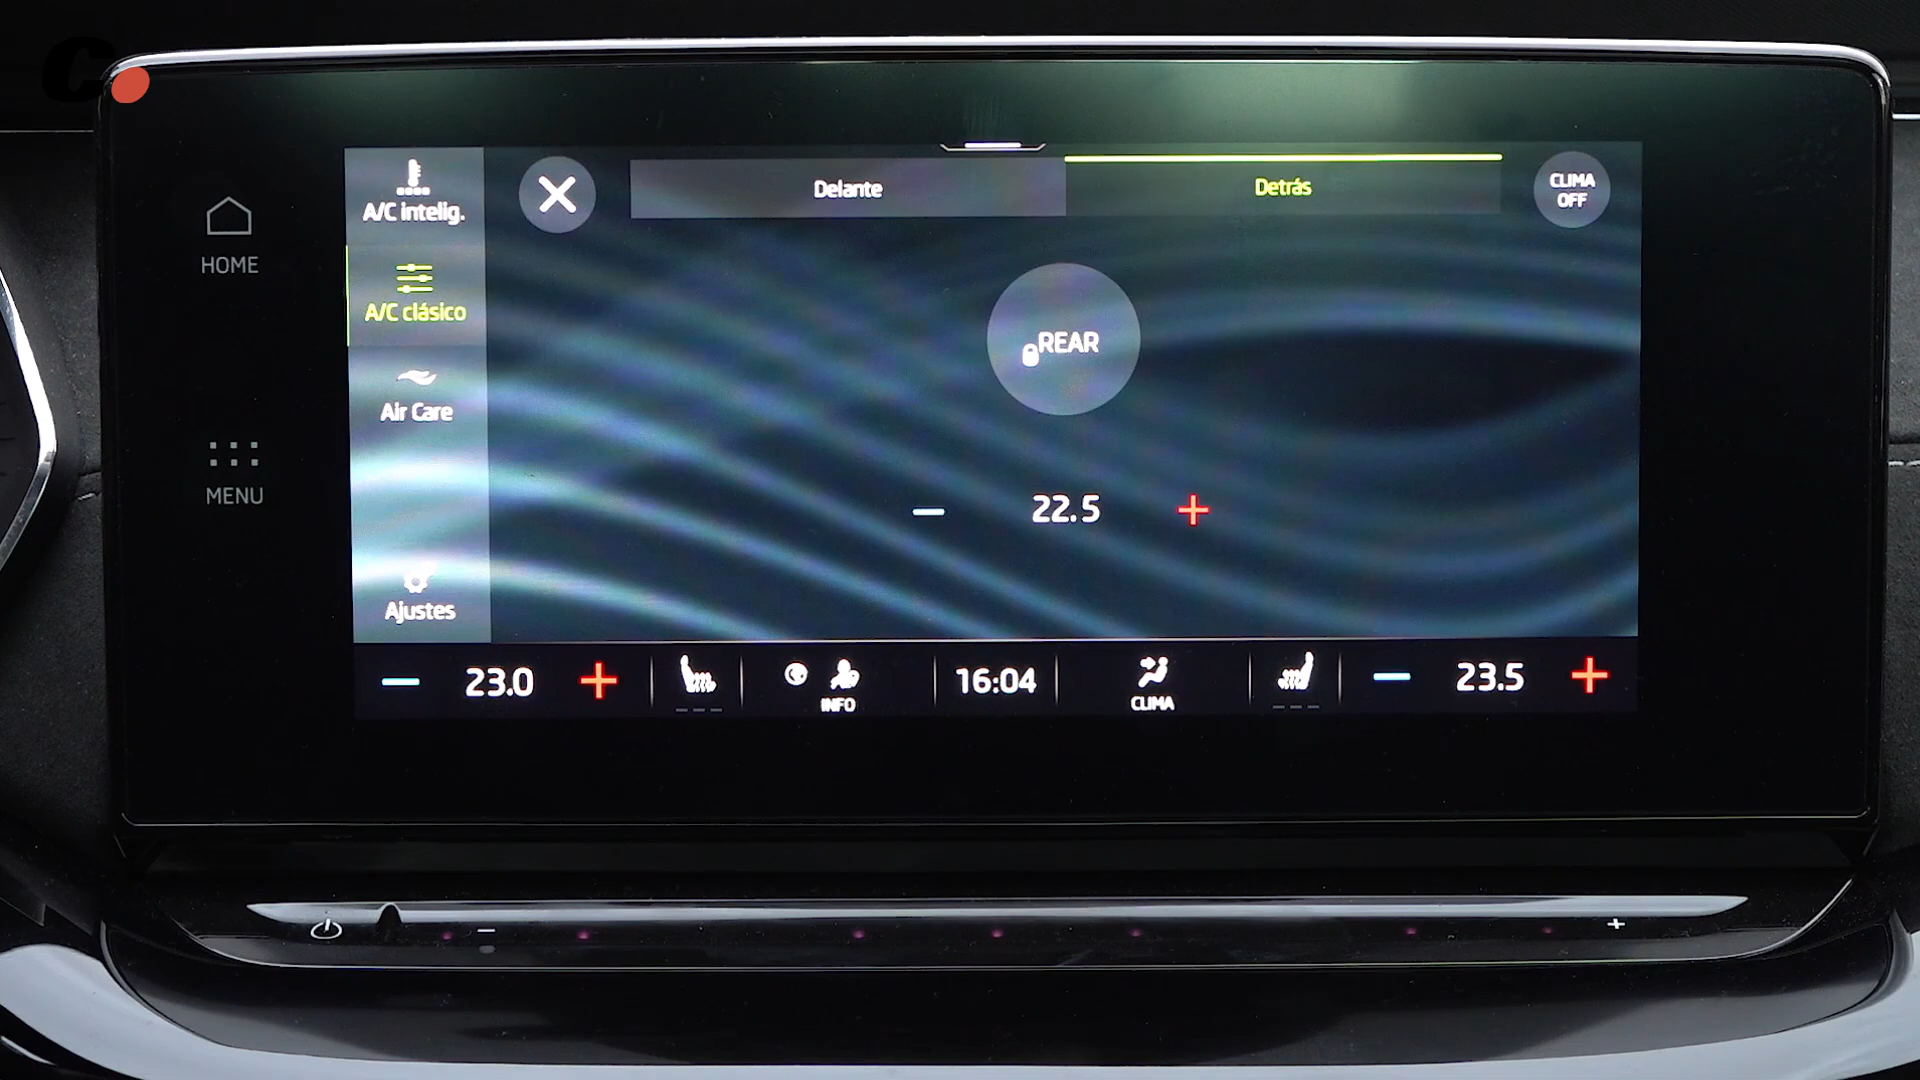 C.
HOME
MENU
A/C intelig.
A/C clásico
Air Care
Ajustes
Delante
Detrás
CLIMA
OFF
REAR
22.5
23.0
INFO
16:04
CLIMA
23.5